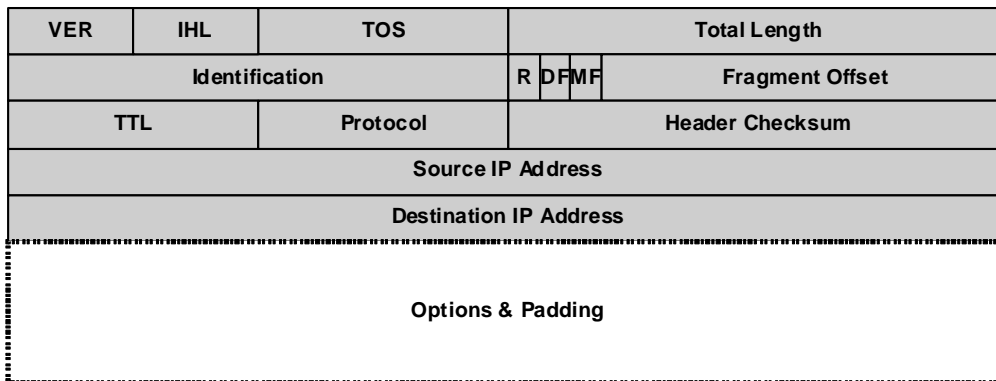 VER IHL TOS Total Length
Identification R DF MF Fragment Offset
TTL Protocol Header Checksum
Source IP Address
Destination IP Address
Options & Padding